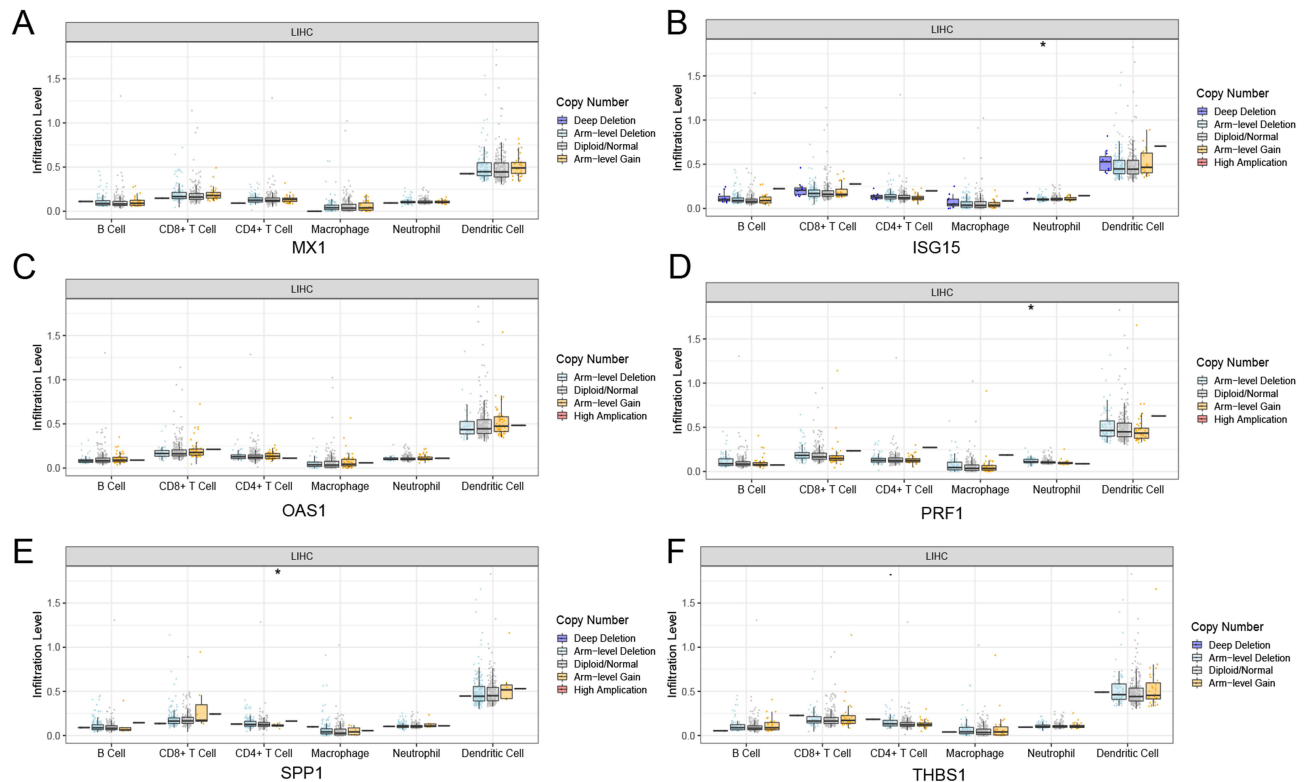 A
LIHC
Infiltration Level
1.5
1.0
0.5
0.0
B Cell
CD8+ T Cell
CD4+ T Cell
Macrophage
Neutrophil
Dendritic Cell
MX1
Copy Number
Deep Deletion
Arm-level Deletion
Diploid/Normal
Arm-level Gain
B
LIHC
*
Infiltration Level
1.5
1.0
0.5
0.0
B Cell
CD8+ T Cell
CD4+ T Cell
Macrophage
Neutrophil
Dendritic Cell
ISG15
Copy Number
Deep Deletion
Arm-level Deletion
Diploid/Normal
Arm-level Gain
High Amplication
C
LIHC
Infiltration Level
1.5
1.0
0.5
0.0
B Cell
CD8+ T Cell
CD4+ T Cell
Macrophage
Neutrophil
Dendritic Cell
OAS1
Copy Number
Arm-level Deletion
Diploid/Normal
Arm-level Gain
High Amplication
D
LIHC
*
Infiltration Level
1.5
1.0
0.5
0.0
B Cell
CD8+ T Cell
CD4+ T Cell
Macrophage
Neutrophil
Dendritic Cell
PRF1
Copy Number
Arm-level Deletion
Diploid/Normal
Arm-level Gain
High Amplication
E
LIHC
*
Infiltration Level
1.5
1.0
0.5
0.0
B Cell
CD8+ T Cell
CD4+ T Cell
Macrophage
Neutrophil
Dendritic Cell
SPP1
Copy Number
Deep Deletion
Arm-level Deletion
Diploid/Normal
Arm-level Gain
High Amplication
F
LIHC
Infiltration Level
1.5
1.0
0.5
0.0
B Cell
CD8+ T Cell
CD4+ T Cell
Macrophage
Neutrophil
Dendritic Cell
THBS1
Copy Number
Deep Deletion
Arm-level Deletion
Diploid/Normal
Arm-level Gain